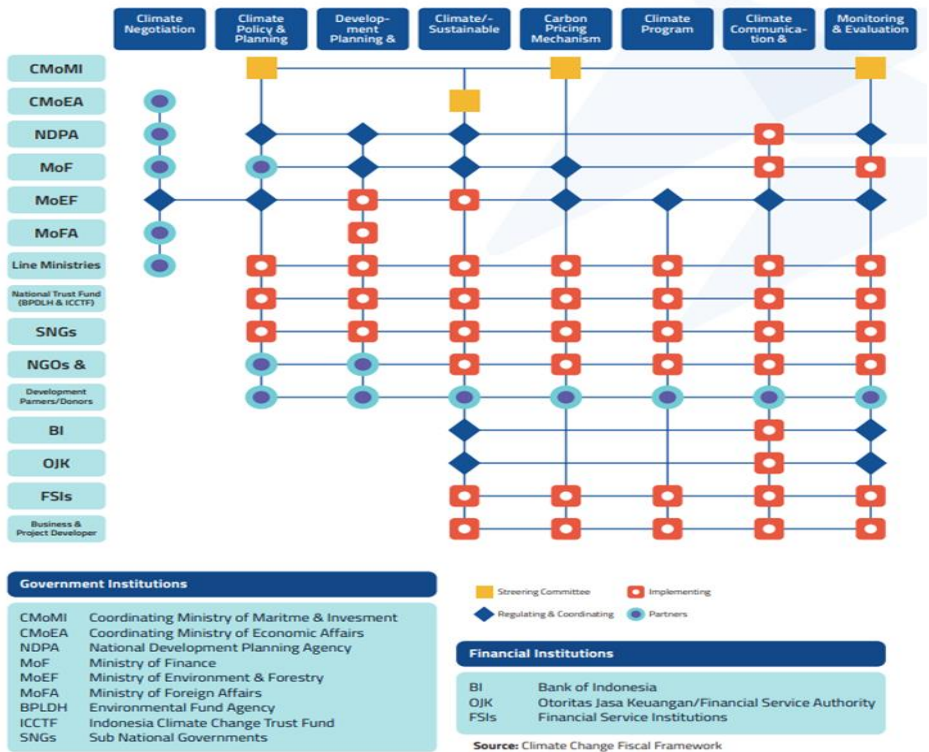 Climate
Negotiation
Climate
Policy &
Planning
Develop-
ment
Planning &
Climate/-
Sustainable
Carbon
Pricing
Mechanism
Climate
Program
Climate
Communica-
tion &
Monitoring
& Evaluation
CMoMI
CMoEA
NDPA
MoF
MoEF
MoFA
Line Ministries
National Trust Fund
(BPDLH & ICCTF)
SNGs
NGOs &
Development
Parners/Donors
BI
OJK
FSIs
Business &
Project Developer
Government Institutions
CMoMI Coordinating Ministry of Maritme & Invesment
CMoEA Coordinating Ministry of Economic Affairs
NDPA National Development Planning Agency
MoF Ministry of Finance
MoEF Ministry of Environment & Forestry
MoFA Ministry of Foreign Affairs
BPLDH Environmental Fund Agency
ICCTF Indonesia Climate Change Trust Fund
SNGs Sub National Governments
Streering Committee
Implementing
Regulating & Coordinating
Partners
Financial Institutions
BI Bank of Indonesia
OJK Otoritas Jasa Keuangan/Financial Service Authority
FSIs Financial Service Institutions
Source: Climate Change Fiscal Framework